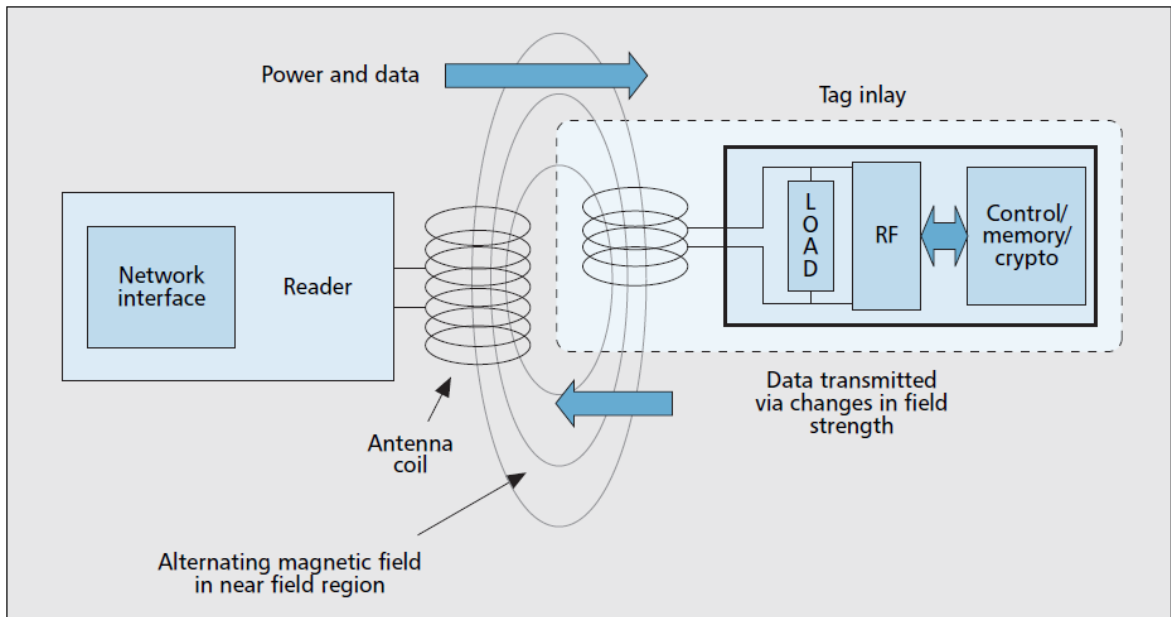 Power and data
Tag inlay
Network
interface
Reader
LOAD
RF
Control/
memory/
crypto
Antenna
coil
Data transmitted
via changes in field
strength
Alternating magnetic field
in near field region